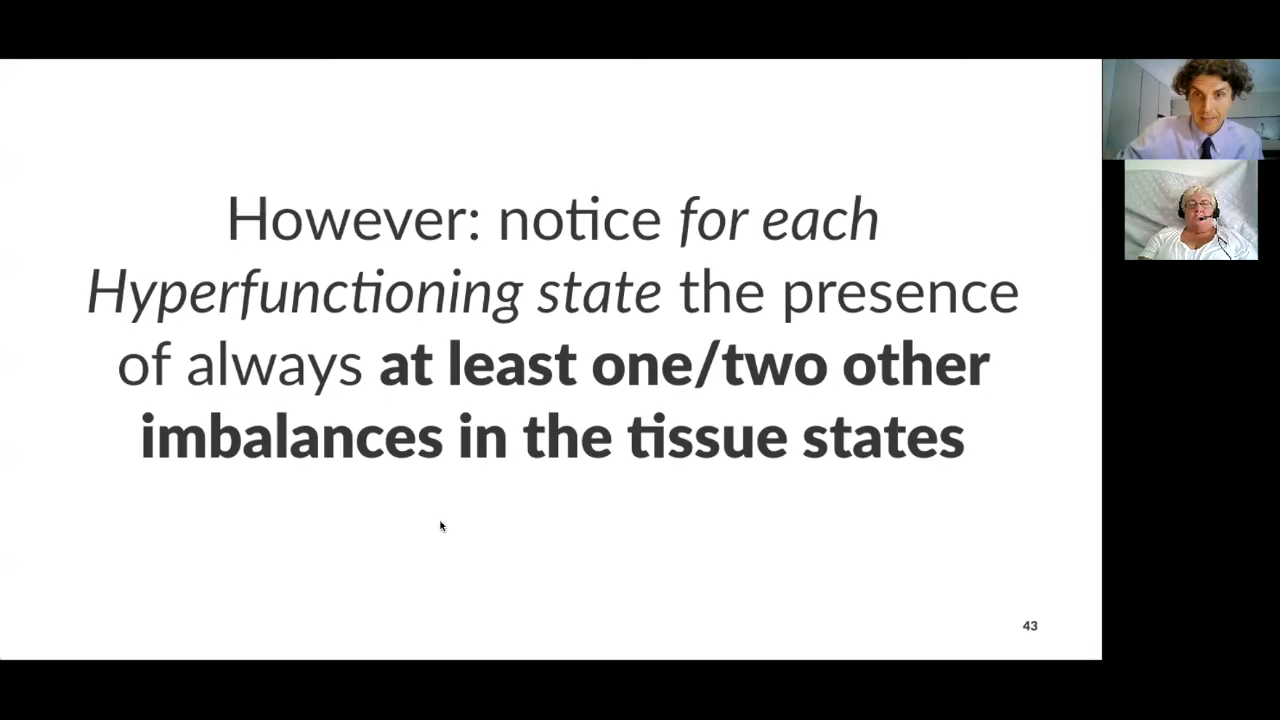 However: notice for each
Hyperfunctioning state the presence
of always at least one/two other
imbalances in the tissue states
43